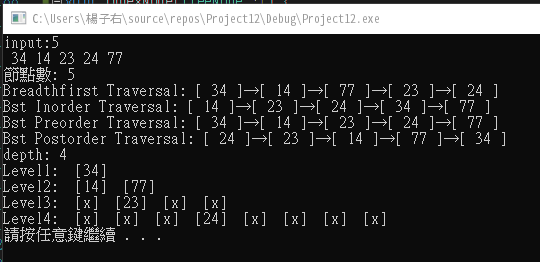 C:\Users\楊子右\source\repos\Project12\Debug\Project12.exe
input:5
34 14 23 24 77
節點數: 5
Breadthfirst Traversal: [ 34 ]→[ 14 ]→[ 77 ]→[ 23 ]→[ 24 ]
Bst Inorder Traversal: [ 14 ]→[ 23 ]→[ 24 ]→[ 34 ]→[ 77 ]
Bst Preorder Traversal: [ 34 ]→[ 14 ]→[ 23 ]→[ 24 ]→[ 77 ]
Bst Postorder Traversal: [ 24 ]→[ 23 ]→[ 14 ]→[ 77 ]→[ 34 ]
depth: 4
Level1: [34]
Level2: [14] [77]
Level3: [x] [23] [x] [x]
Level4: [x] [x] [x] [24] [x] [x] [x] [x]
請按任意鍵繼續 . . .